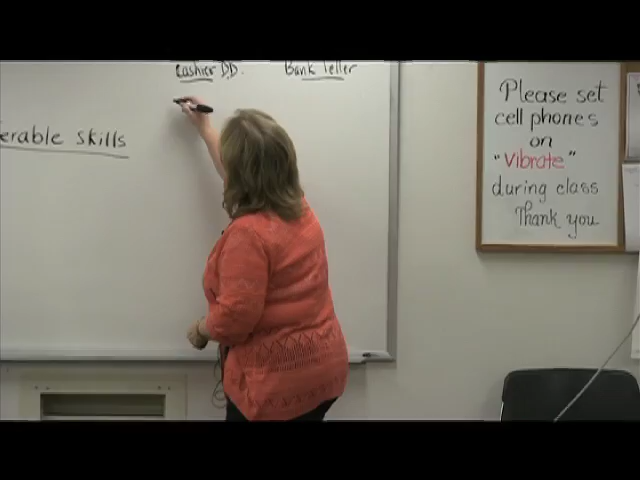 Cashier D.D.
Bank Teller
erable skills
Please set
cell phones
on
"Vibrate"
during class
Thank you